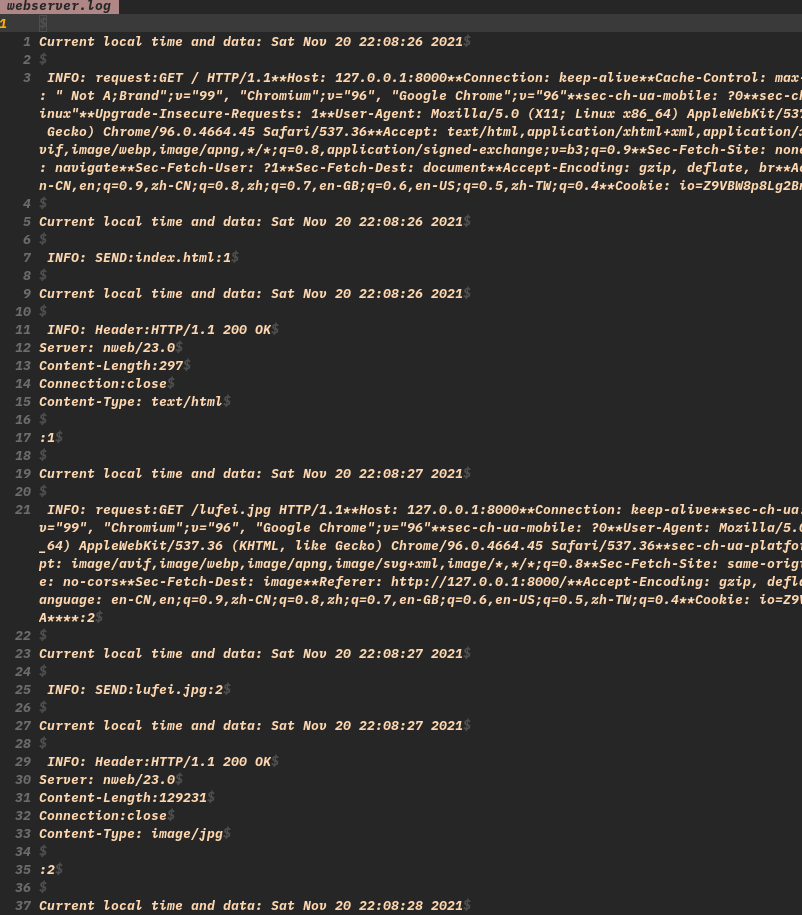 webserver.log
1 $
1 Current local time and data: Sat Nov 20 22:08:26 2021$
2 $
3  INFO: request:GET / HTTP/1.1**Host: 127.0.0.1:8000**Connection: keep-alive**Cache-Control: max-
: " Not A;Brand";v="99", "Chromium";v="96", "Google Chrome";v="96"**sec-ch-ua-mobile: ?0**sec-ch
inux"**Upgrade-Insecure-Requests: 1**User-Agent: Mozilla/5.0 (X11; Linux x86_64) AppleWebKit/537
Gecko) Chrome/96.0.4664.45 Safari/537.36**Accept: text/html,application/xhtml+xml,application/x
vif,image/webp,image/apng,*/*;q=0.8,application/signed-exchange;v=b3;q=0.9**Sec-Fetch-Site: none
: navigate**Sec-Fetch-User: ?1**Sec-Fetch-Dest: document**Accept-Encoding: gzip, deflate, br**Ac
n-CN,en;q=0.9,zh-CN;q=0.8,zh;q=0.7,en-GB;q=0.6,en-US;q=0.5,zh-TW;q=0.4**Cookie: io=Z9VBW8p8Lg2Br
4 $
5 Current local time and data: Sat Nov 20 22:08:26 2021$
6 $
7  INFO: SEND:index.html:1$
8 $
9 Current local time and data: Sat Nov 20 22:08:26 2021$
10 $
11  INFO: Header:HTTP/1.1 200 OK$
12 Server: nweb/23.0$
13 Content-Length:297$
14 Connection:close$
15 Content-Type: text/html$
16 $
17 :1$
18 $
19 Current local time and data: Sat Nov 20 22:08:27 2021$
20 $
21  INFO: request:GET /lufei.jpg HTTP/1.1**Host: 127.0.0.1:8000**Connection: keep-alive**sec-ch-ua:
v="99", "Chromium";v="96", "Google Chrome";v="96"**sec-ch-ua-mobile: ?0**User-Agent: Mozilla/5.0
_64) AppleWebKit/537.36 (KHTML, like Gecko) Chrome/96.0.4664.45 Safari/537.36**sec-ch-ua-platfor
pt: image/avif,image/webp,image/apng,image/svg+xml,image/*,*/*;q=0.8**Sec-Fetch-Site: same-origi
e: no-cors**Sec-Fetch-Dest: image**Referer: http://127.0.0.1:8000/**Accept-Encoding: gzip, defla
anguage: en-CN,en;q=0.9,zh-CN;q=0.8,zh;q=0.7,en-GB;q=0.6,en-US;q=0.5,zh-TW;q=0.4**Cookie: io=Z9V
A****:2$
22 $
23 Current local time and data: Sat Nov 20 22:08:27 2021$
24 $
25  INFO: SEND:lufei.jpg:2$
26 $
27 Current local time and data: Sat Nov 20 22:08:27 2021$
28 $
29  INFO: Header:HTTP/1.1 200 OK$
30 Server: nweb/23.0$
31 Content-Length:129231$
32 Connection:close$
33 Content-Type: image/jpg$
34 $
35 :2$
36 $
37 Current local time and data: Sat Nov 20 22:08:28 2021$